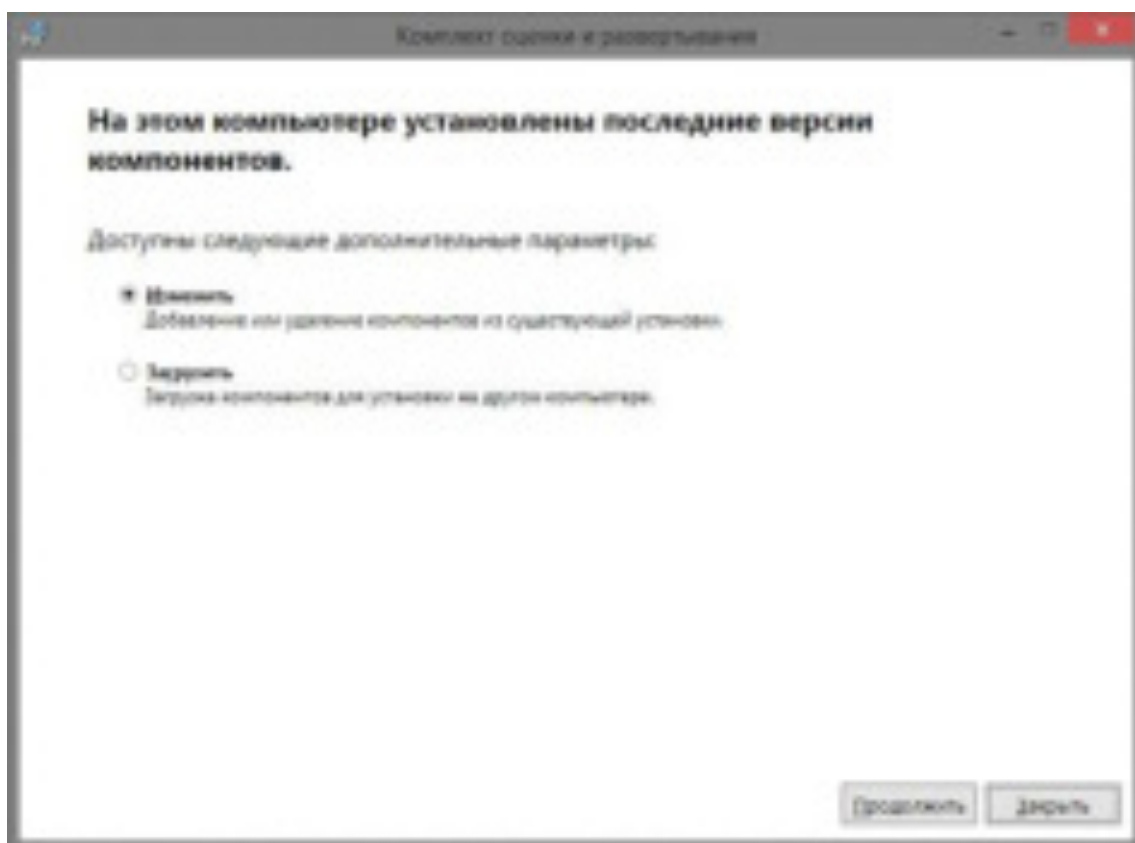 Комплект оценки и развертывания
На этом компьютере установлены последние версии
компонентов.
Доступны следующие дополнительные параметры:
Изменить
Добавление или удаление компонентов из существующей установки.
Загрузить
Загрузка компонентов для установки на другом компьютере.
Продолжить
Закрыть